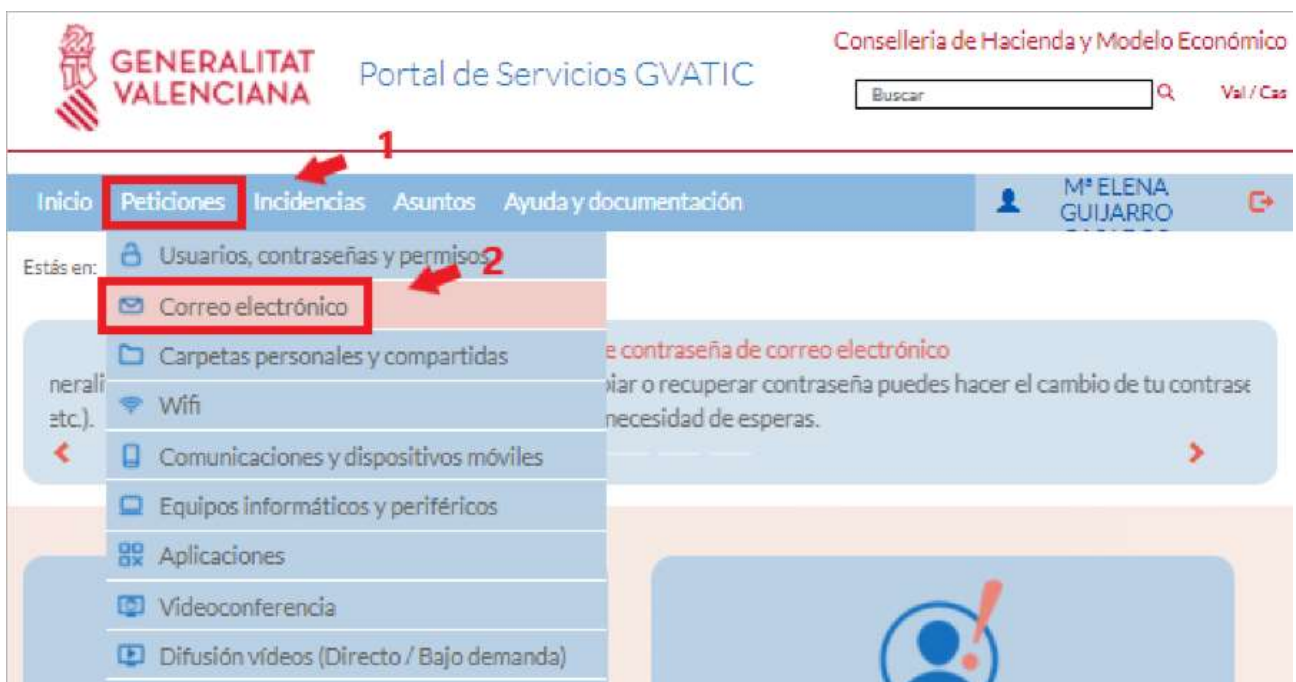 GENERALITAT
VALENCIANA
Portal de Servicios GVATIC
Conselleria de Hacienda y Modelo Económico
Buscar
Val / Cas
1
Inicio Peticiones Incidencias Asuntos Ayuda y documentación
Mª ELENA
GUIJARRO
Estás en:
Usuarios, contraseñas y permisos
2
Correo electrónico
Carpetas personales y compartidas
e contraseña de correo electrónico
nerali
iar o recuperar contraseña puedes hacer el cambio de tu contrase
Wifi
etc.).
necesidad de esperas.
Comunicaciones y dispositivos móviles
Equipos informáticos y periféricos
Aplicaciones
Videoconferencia
Difusión vídeos (Directo / Bajo demanda)